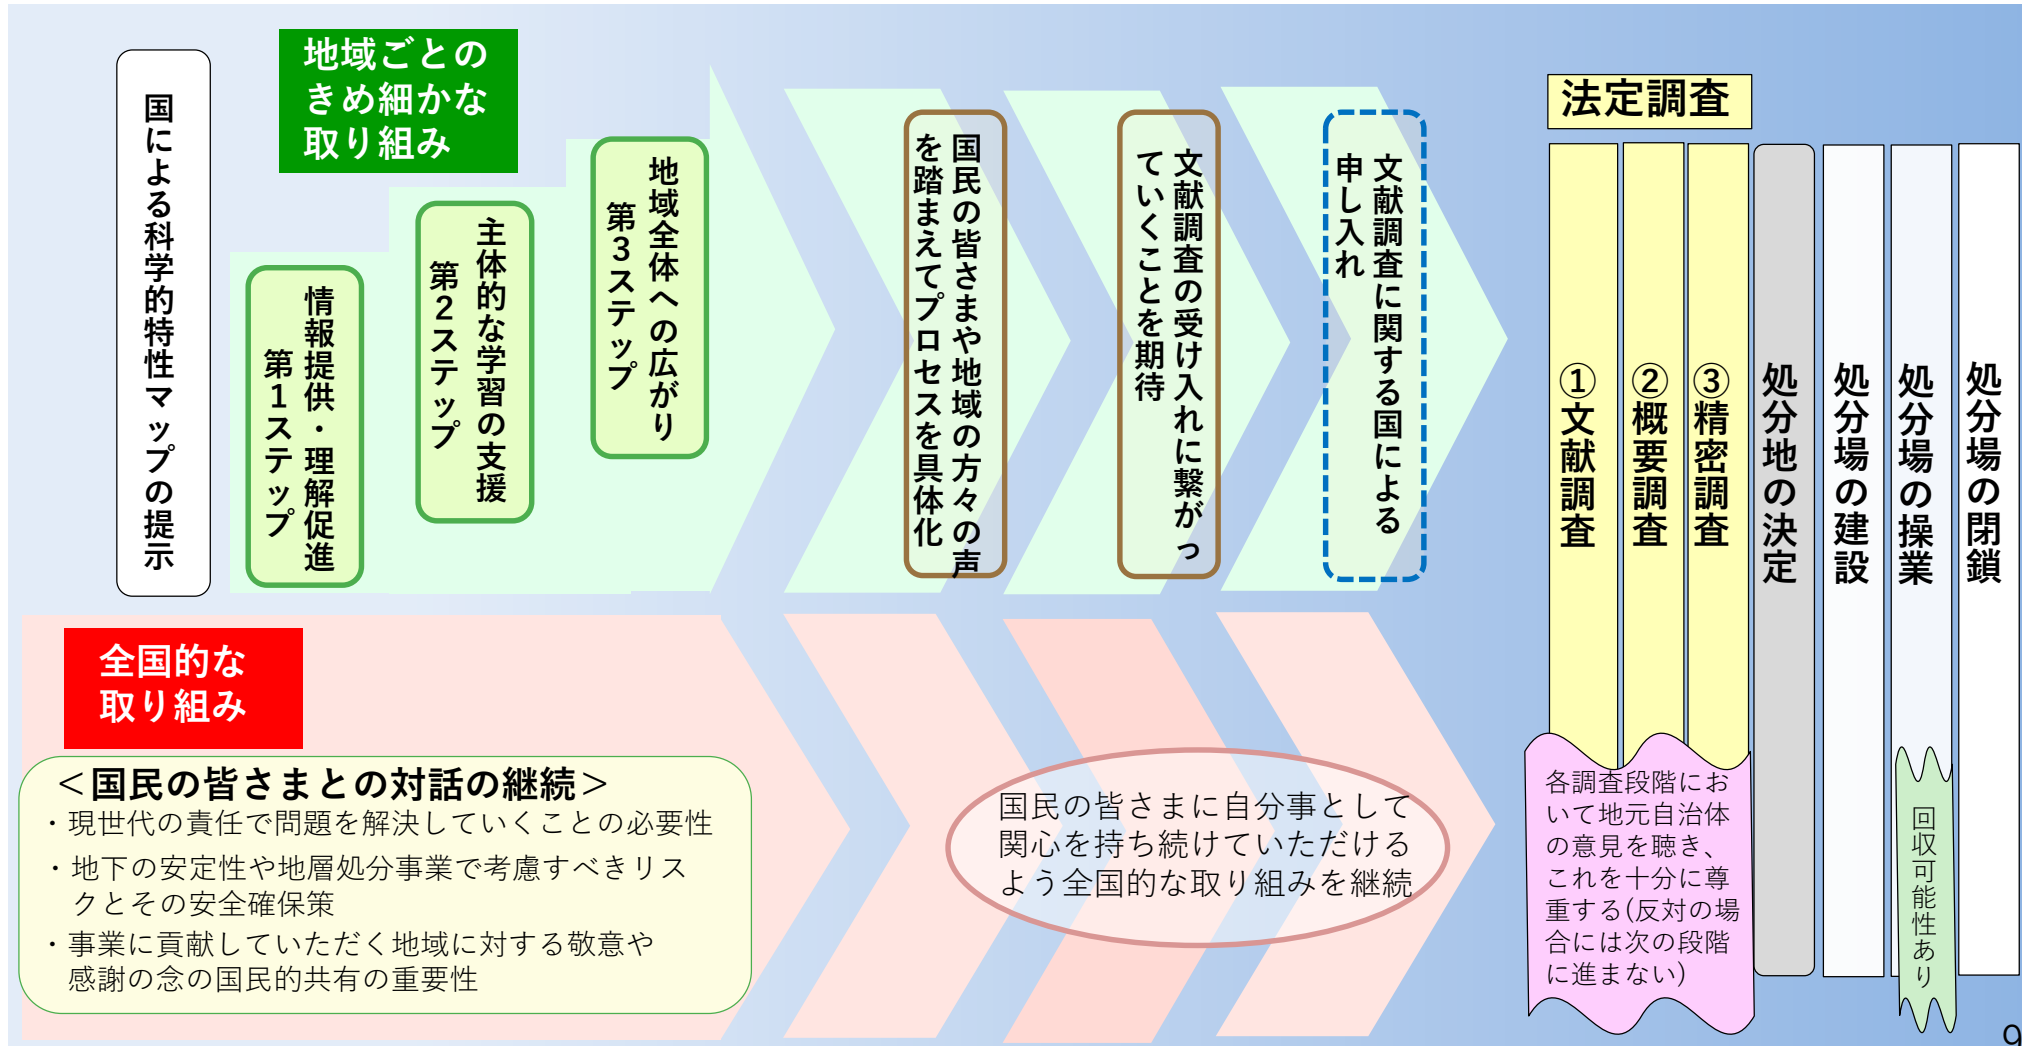 地域ごとの
きめ細かな
取り組み
国による科学的特性マップの提示
第1ステップ
情報提供・理解促進
第2ステップ
主体的な学習の支援
第3ステップ
地域全体への広がり
国民の皆さまや地域の方々の声
を踏まえてプロセスを具体化
文献調査の受け入れに繋がっ
ていくことを期待
文献調査に関する国による
申し入れ
法定調査
①文献調査
②概要調査
③精密調査
処分地の決定
処分場の建設
処分場の操業
処分場の閉鎖
全国的な
取り組み
＜国民の皆さまとの対話の継続＞
・現世代の責任で問題を解決していくことの必要性
・地下の安定性や地層処分事業で考慮すべきリス
クとその安全確保策
・事業に貢献していただく地域に対する敬意や
感謝の念の国民的共有の重要性
国民の皆さまに自分事として
関心を持ち続けていただける
よう全国的な取り組みを継続
各調査段階にお
いて地元自治体
の意見を聴き、
これを十分に尊
重する(反対の場
合には次の段階
に進まない)
回収可能性あり
9